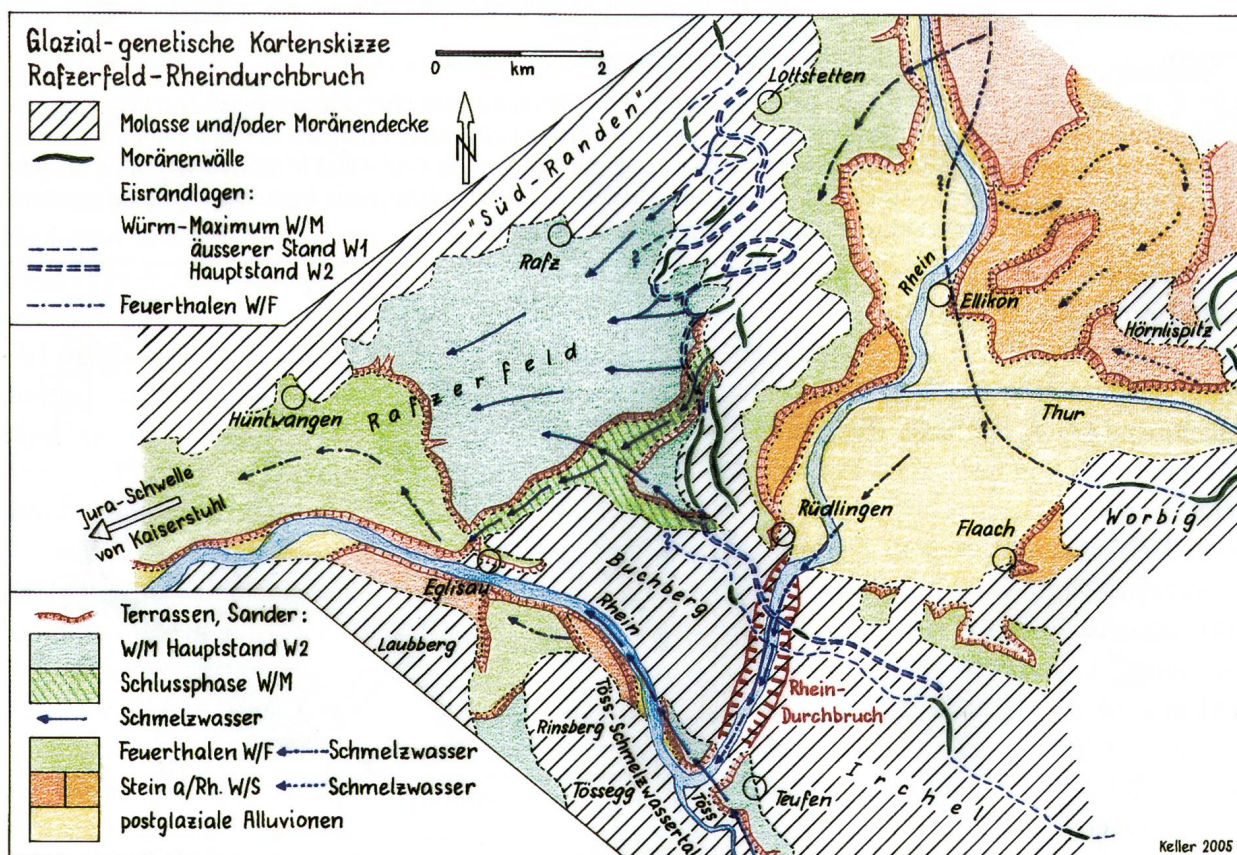 Glazial-genetische Kartenskizze
Rafzerfeld-Rheindurchbruch
0 km 2
N
Molasse und/oder Moränendecke
Moränenwälle
Eisrandlagen:
Würm-Maximum W/M
äusserer Stand W1
Hauptstand W2
Feuerthalen W/F
"Süd-Randen"
Lottstetten
Rafz
?
?
Rhein
Ellikon
Hörnlispitz
Rafzerfeld
Hüntwangen
Thur
?
Jura-Schwelle
von Kaiserstuhl
Rüdlingen
Flaach
Worbig
?
Buchberg
Eglisau
Rhein
Laubberg
Rhein-
Durchbruch
Rinsberg
Töss-Schmelzwassertal
Tössegg
Töss
Teufen
Irchel
Terrassen, Sander:
W/M Hauptstand W2
Schlussphase W/M
Schmelzwasser
Feuerthalen W/F Schmelzwasser
Stein a/Rh. W/S Schmelzwasser
postglaziale Alluvionen
Keller 2005